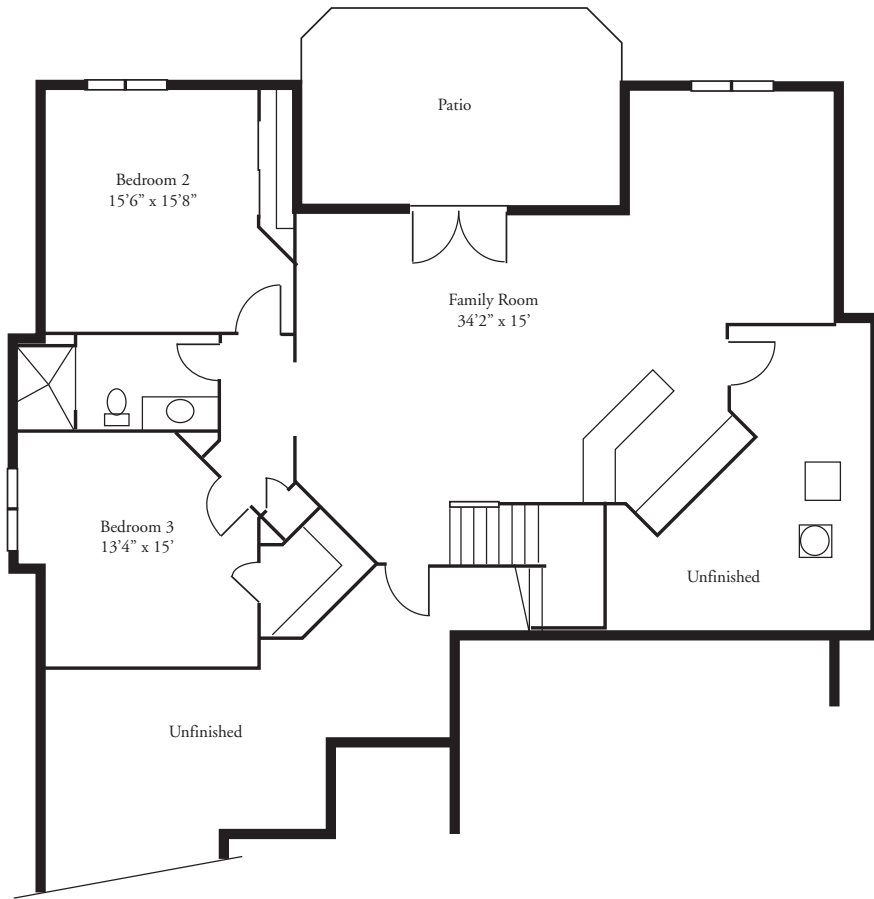 Patio
Bedroom 2
15’6” x 15’8”
Family Room
34’2” x 15’
Bedroom 3
13’4” x 15’
Unfinished
Unfinished